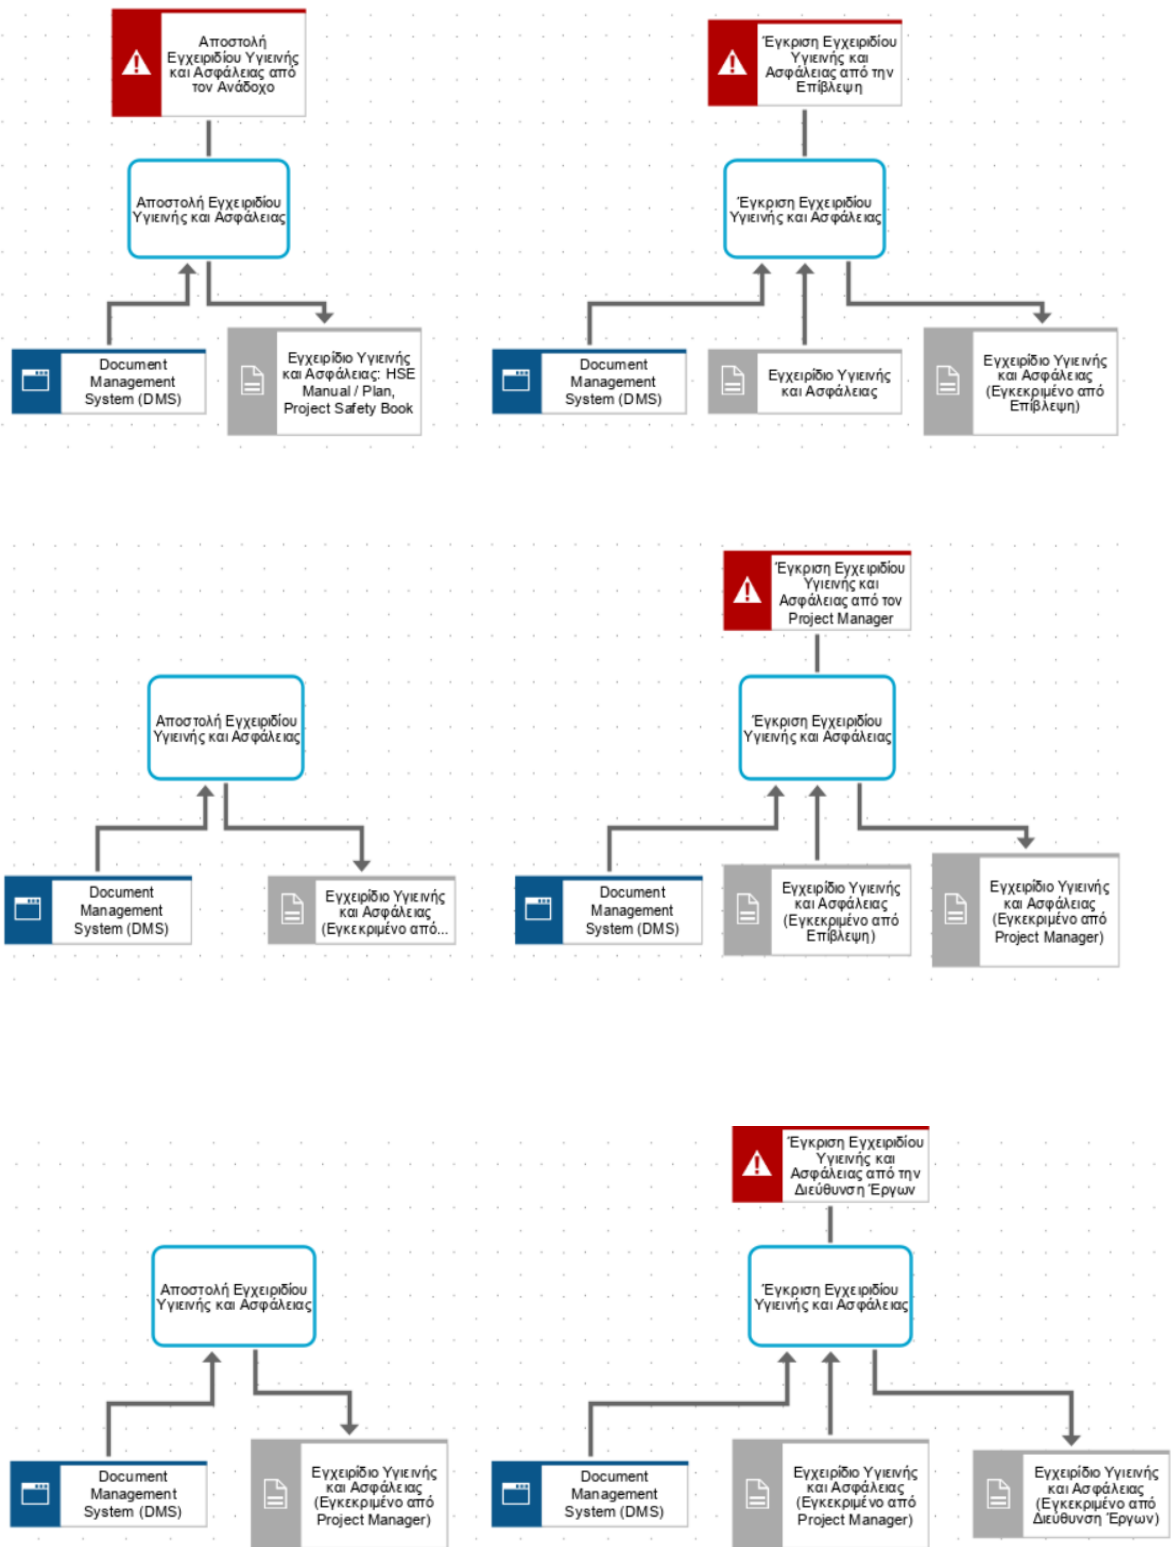 Αποστολή
Εγχειριδίου Υγιεινής
και Ασφάλειας από
τον Ανάδοχο
Έγκριση Εγχειριδίου
Υγιεινής και
Ασφάλειας από την
Επίβλεψη
Αποστολή Εγχειριδίου
Υγιεινής και Ασφάλειας
Έγκριση Εγχειριδίου
Υγιεινής και Ασφάλειας
Document
Management
System (DMS)
Εγχειρίδιο Υγιεινής
και Ασφάλειας: HSE
Manual / Plan,
Project Safety Book
Document
Management
System (DMS)
Εγχειρίδιο Υγιεινής
και Ασφάλειας
Εγχειρίδιο Υγιεινής
και Ασφάλειας
(Εγκεκριμένο από
Επίβλεψη)
Έγκριση Εγχειριδίου
Υγιεινής και
Ασφάλειας από τον
Project Manager
Αποστολή Εγχειριδίου
Υγιεινής και Ασφάλειας
Έγκριση Εγχειριδίου
Υγιεινής και Ασφάλειας
Document
Management
System (DMS)
Εγχειρίδιο Υγιεινής
και Ασφάλειας
(Εγκεκριμένο από...
Document
Management
System (DMS)
Εγχειρίδιο Υγιεινής
και Ασφάλειας
(Εγκεκριμένο από
Επίβλεψη)
Εγχειρίδιο Υγιεινής
και Ασφάλειας
(Εγκεκριμένο από
Project Manager)
Έγκριση Εγχειριδίου
Υγιεινής και
Ασφάλειας από την
Διεύθυνση Έργων
Αποστολή Εγχειριδίου
Υγιεινής και Ασφάλειας
Έγκριση Εγχειριδίου
Υγιεινής και Ασφάλειας
Document
Management
System (DMS)
Εγχειρίδιο Υγιεινής
και Ασφάλειας
(Εγκεκριμένο από
Project Manager)
Document
Management
System (DMS)
Εγχειρίδιο Υγιεινής
και Ασφάλειας
(Εγκεκριμένο από
Project Manager)
Εγχειρίδιο Υγιεινής
και Ασφάλειας
(Εγκεκριμένο από
Διεύθυνση Έργων)